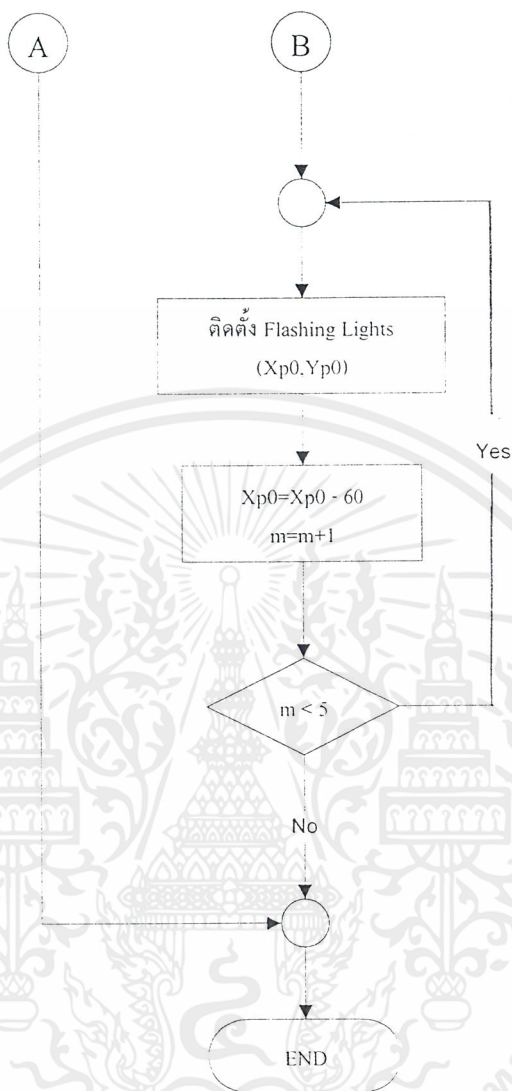 A
B
ติดตั้ง Flashing Lights
(Xp0,Yp0)
Yes
Xp0=Xp0 - 60
m=m+1
m < 5
No
END